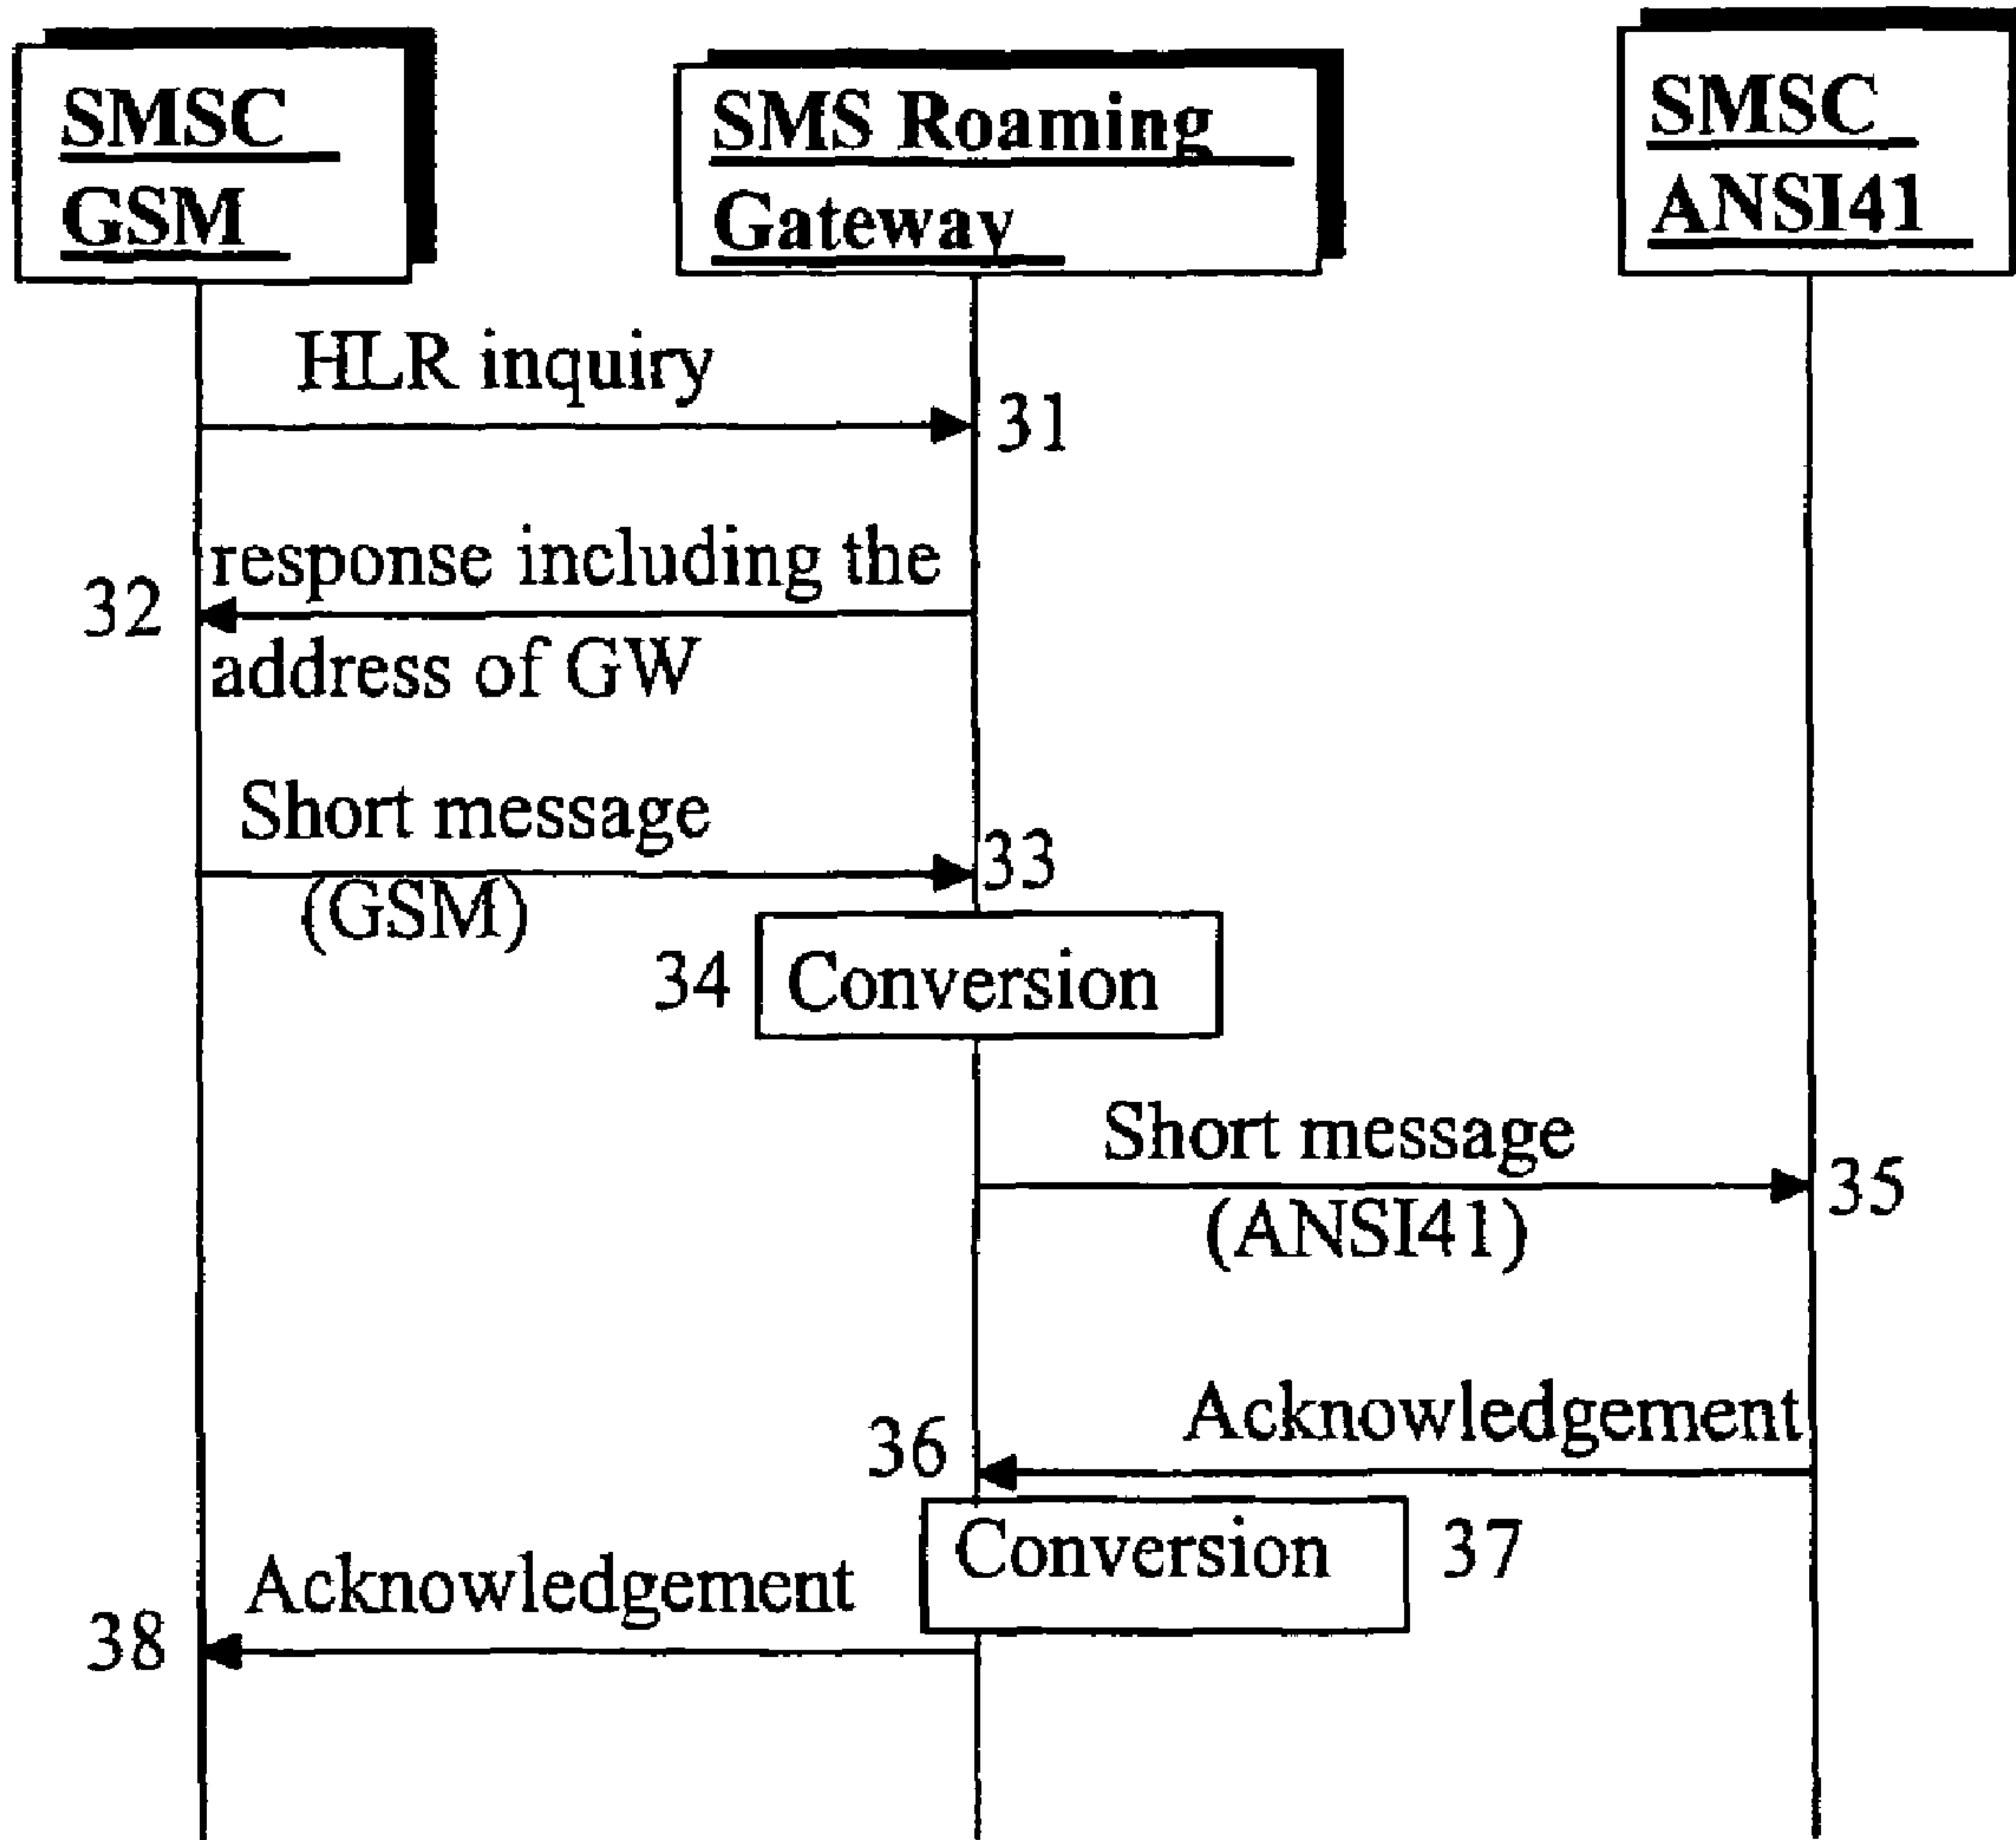 SMSC
GSM
SMS Roaming
Gateway
SMSC
ANSI41
HLR inquiry
31
response including the
32
address of GW
Short message
33
(GSM)
34
Conversion
Short message
35
(ANSI41)
Acknowledgement
36
Conversion
37
Acknowledgement
38